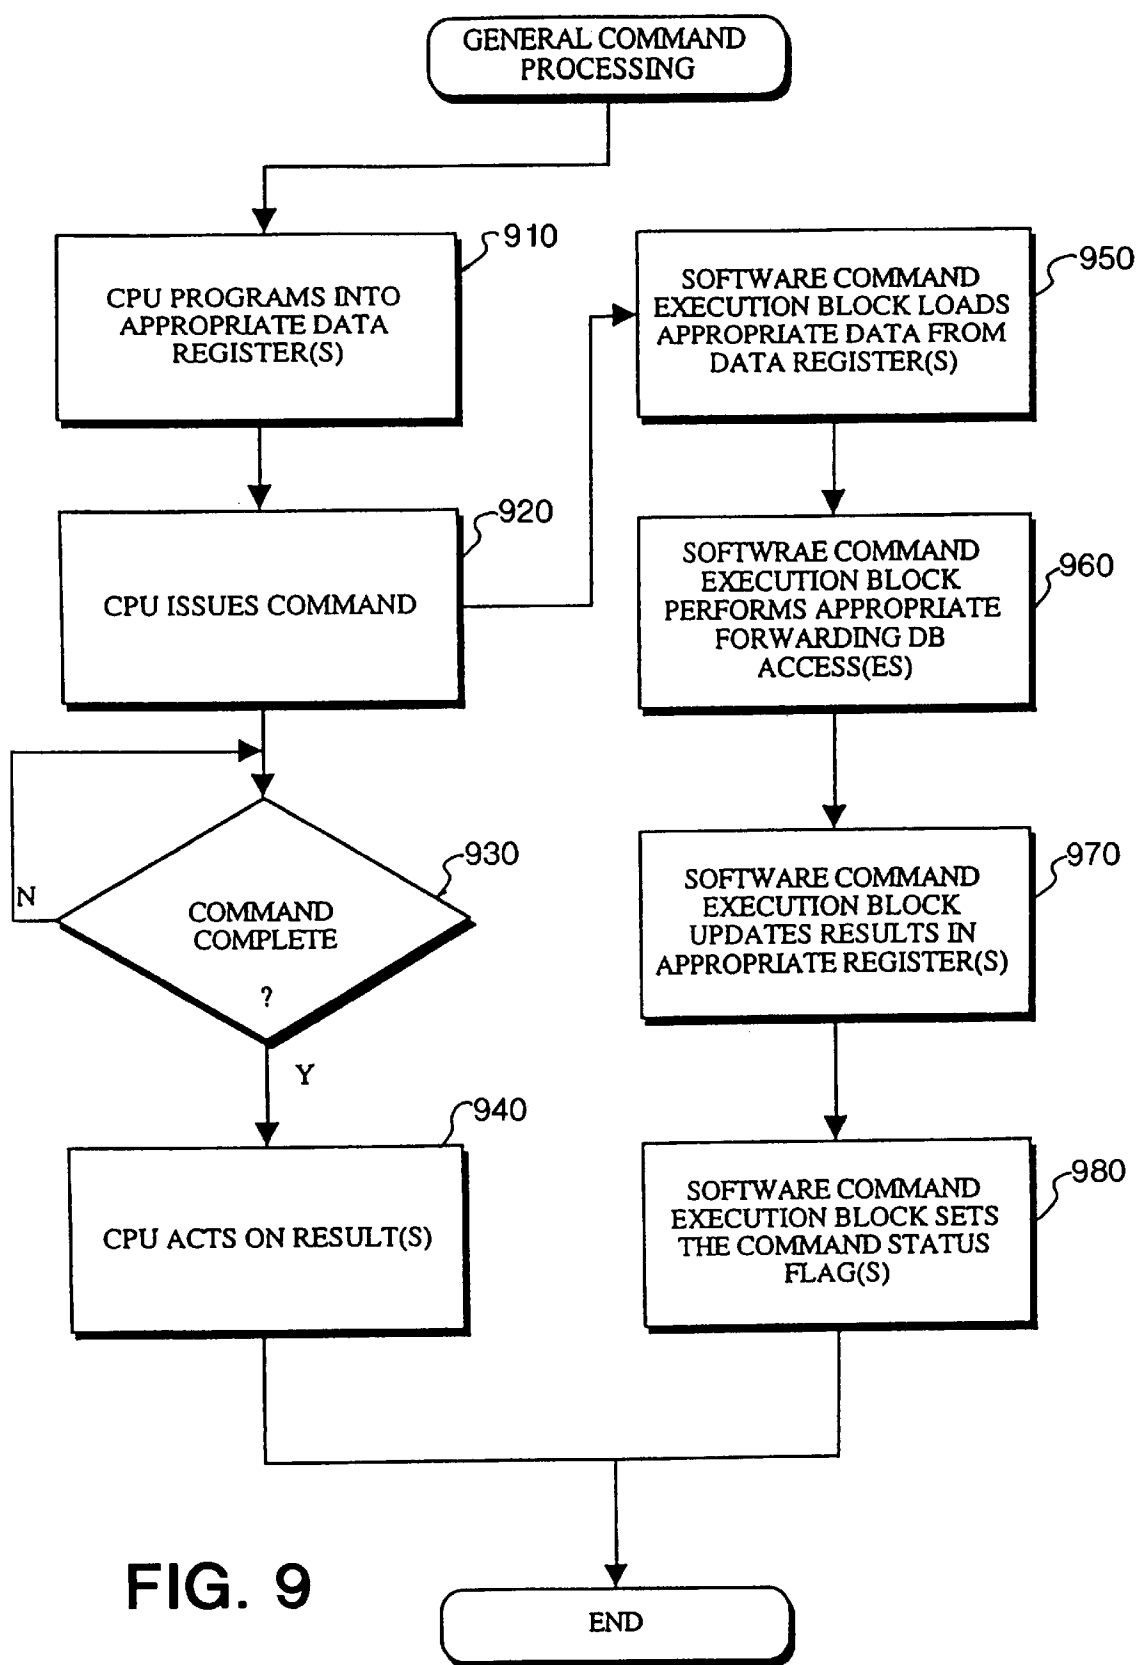 GENERAL COMMAND
PROCESSING
910
CPU PROGRAMS INTO
APPROPRIATE DATA
REGISTER(S)
920
CPU ISSUES COMMAND
930
N
COMMAND
COMPLETE
?
Y
940
CPU ACTS ON RESULT(S)
950
SOFTWARE COMMAND
EXECUTION BLOCK LOADS
APPROPRIATE DATA FROM
DATA REGISTER(S)
960
SOFTWRAE COMMAND
EXECUTION BLOCK
PERFORMS APPROPRIATE
FORWARDING DB
ACCESS(ES)
970
SOFTWARE COMMAND
EXECUTION BLOCK
UPDATES RESULTS IN
APPROPRIATE REGISTER(S)
980
SOFTWARE COMMAND
EXECUTION BLOCK SETS
THE COMMAND STATUS
FLAG(S)
FIG. 9
END